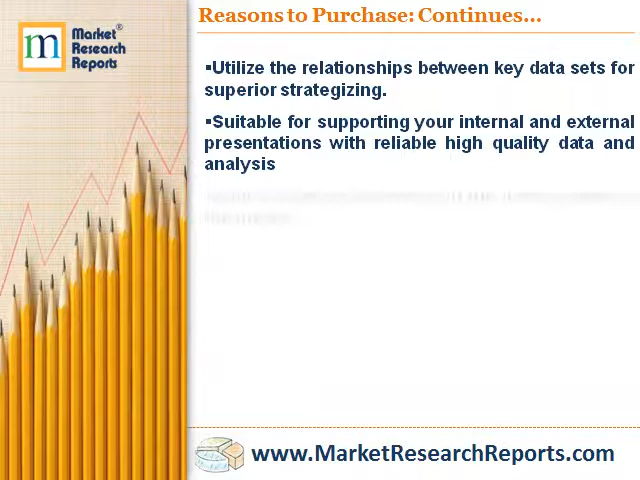 m
Market®
Research
Reports
Reasons to Purchase: Continues...
▪Utilize the relationships between key data sets for
superior strategizing.
▪Suitable for supporting your internal and external
presentations with reliable high quality data and
analysis
www.MarketResearchReports.com